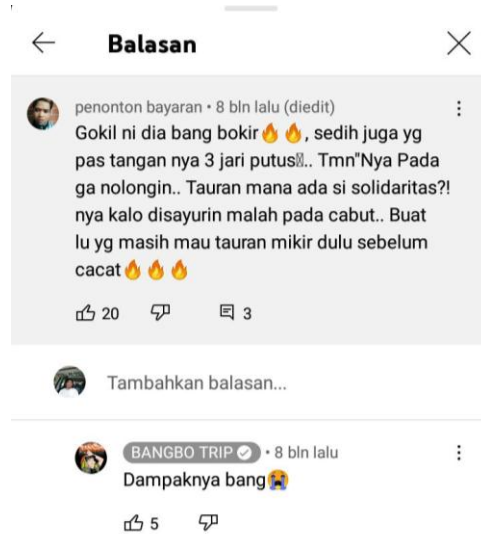 Balasan
penonton bayaran • 8 bln lalu (diedit)
Gokil ni dia bang bokir🔥🔥, sedih juga yg
pas tangan nya 3 jari putus.. Tmn"Nya Pada
ga nolongin.. Tauran mana ada si solidaritas?!
nya kalo disayurin malah pada cabut.. Buat
lu yg masih mau tauran mikir dulu sebelum
cacat🔥🔥🔥
20 3
Tambahkan balasan...
BANGBO TRIP • 8 bln lalu
Dampaknya bang😭
5